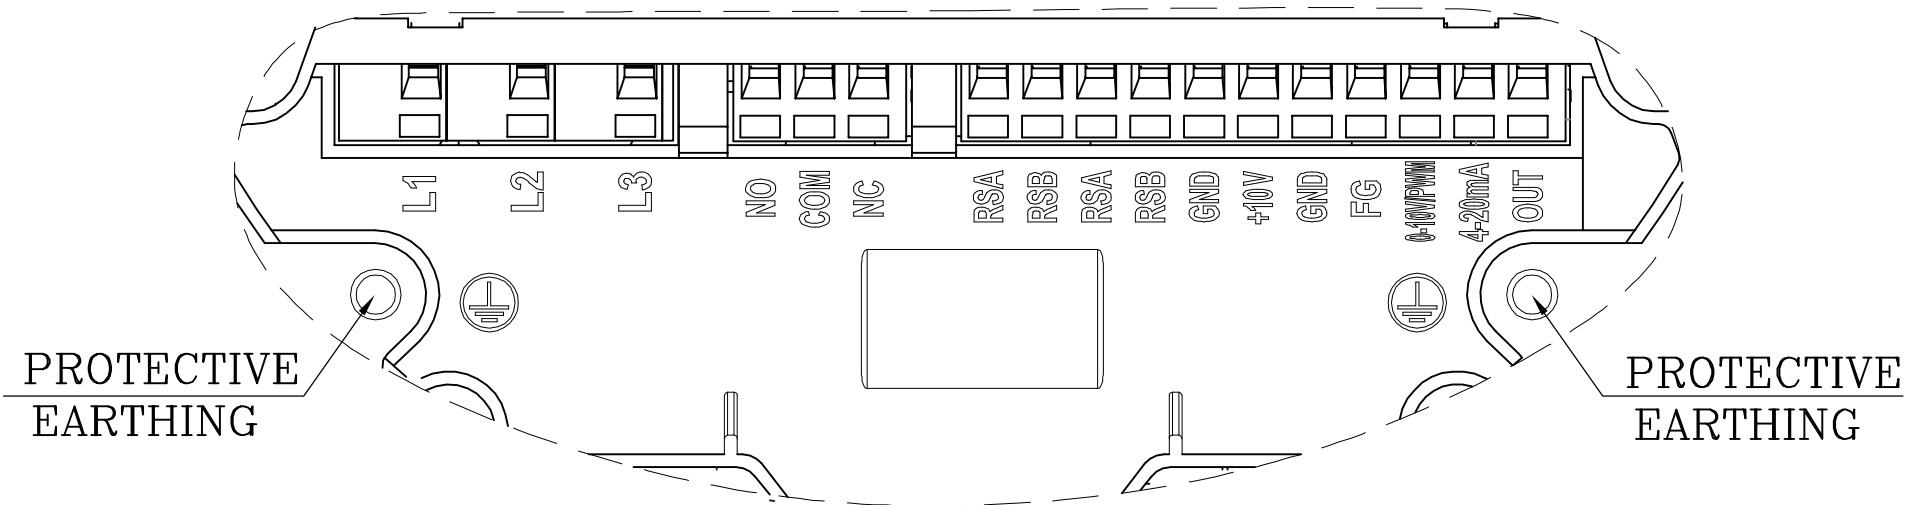 L1
L2
L3
NO
COM
NC
RSA
RSB
RSA
RSB
GND
+10V
GND
FG
0-10V/PWM
4-20mA
OUT
PROTECTIVE
EARTHING
PROTECTIVE
EARTHING